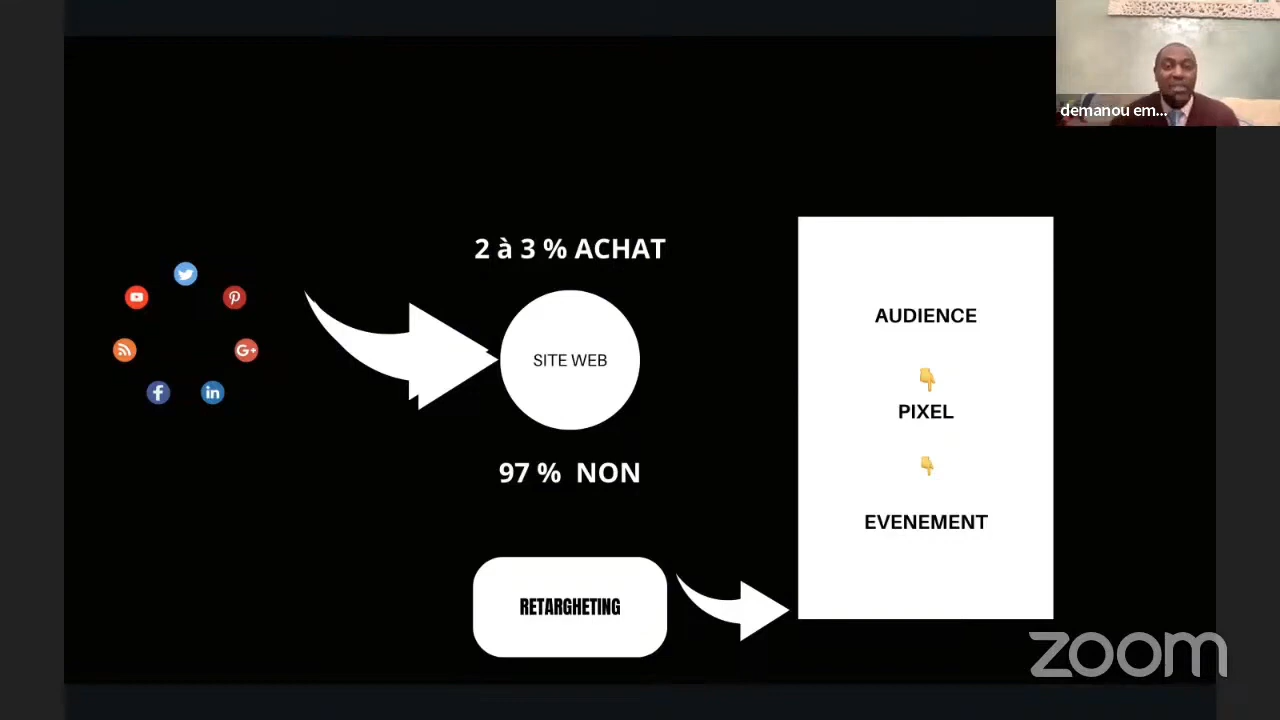 demanou em...
2 à 3 % ACHAT
SITE WEB
97 % NON
RETARGHETING
AUDIENCE
PIXEL
EVENEMENT
zoom